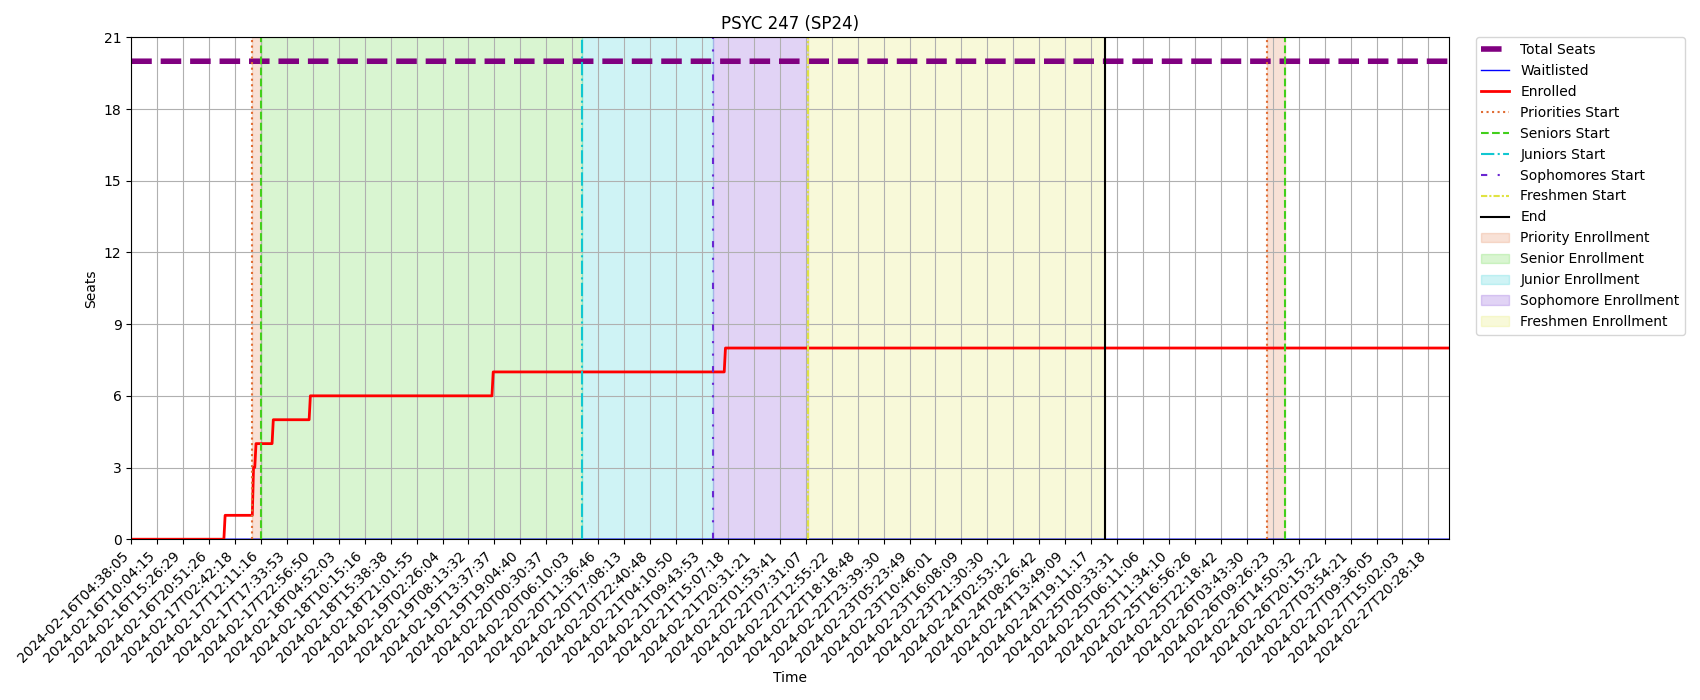 PSYC 247 (SP24)
21
18
15
12
9
6
3
0
Seats
2024-02-16T04:38:05
2024-02-16T10:04:15
2024-02-16T15:26:29
2024-02-16T20:51:26
2024-02-17T02:42:18
2024-02-17T12:11:16
2024-02-17T17:33:53
2024-02-17T22:56:50
2024-02-18T04:52:03
2024-02-18T10:15:16
2024-02-18T15:38:38
2024-02-18T21:01:55
2024-02-19T02:26:04
2024-02-19T08:13:32
2024-02-19T13:37:37
2024-02-19T19:04:40
2024-02-20T00:30:37
2024-02-20T06:10:03
2024-02-20T11:36:46
2024-02-20T17:08:13
2024-02-20T22:40:48
2024-02-21T04:10:50
2024-02-21T09:43:53
2024-02-21T15:07:18
2024-02-21T20:31:21
2024-02-22T01:53:41
2024-02-22T07:31:07
2024-02-22T12:55:22
2024-02-22T18:18:48
2024-02-22T23:39:30
2024-02-23T05:23:49
2024-02-23T10:46:01
2024-02-23T16:08:09
2024-02-23T21:30:30
2024-02-24T02:53:12
2024-02-24T08:26:42
2024-02-24T13:49:09
2024-02-24T19:11:17
2024-02-25T00:33:31
2024-02-25T06:11:06
2024-02-25T11:34:10
2024-02-25T16:56:26
2024-02-25T22:18:42
2024-02-26T03:43:30
2024-02-26T09:26:23
2024-02-26T14:50:32
2024-02-26T20:15:22
2024-02-27T03:54:21
2024-02-27T09:36:05
2024-02-27T15:02:03
2024-02-27T20:28:18
Time
Total Seats
Waitlisted
Enrolled
Priorities Start
Seniors Start
Juniors Start
Sophomores Start
Freshmen Start
End
Priority Enrollment
Senior Enrollment
Junior Enrollment
Sophomore Enrollment
Freshmen Enrollment